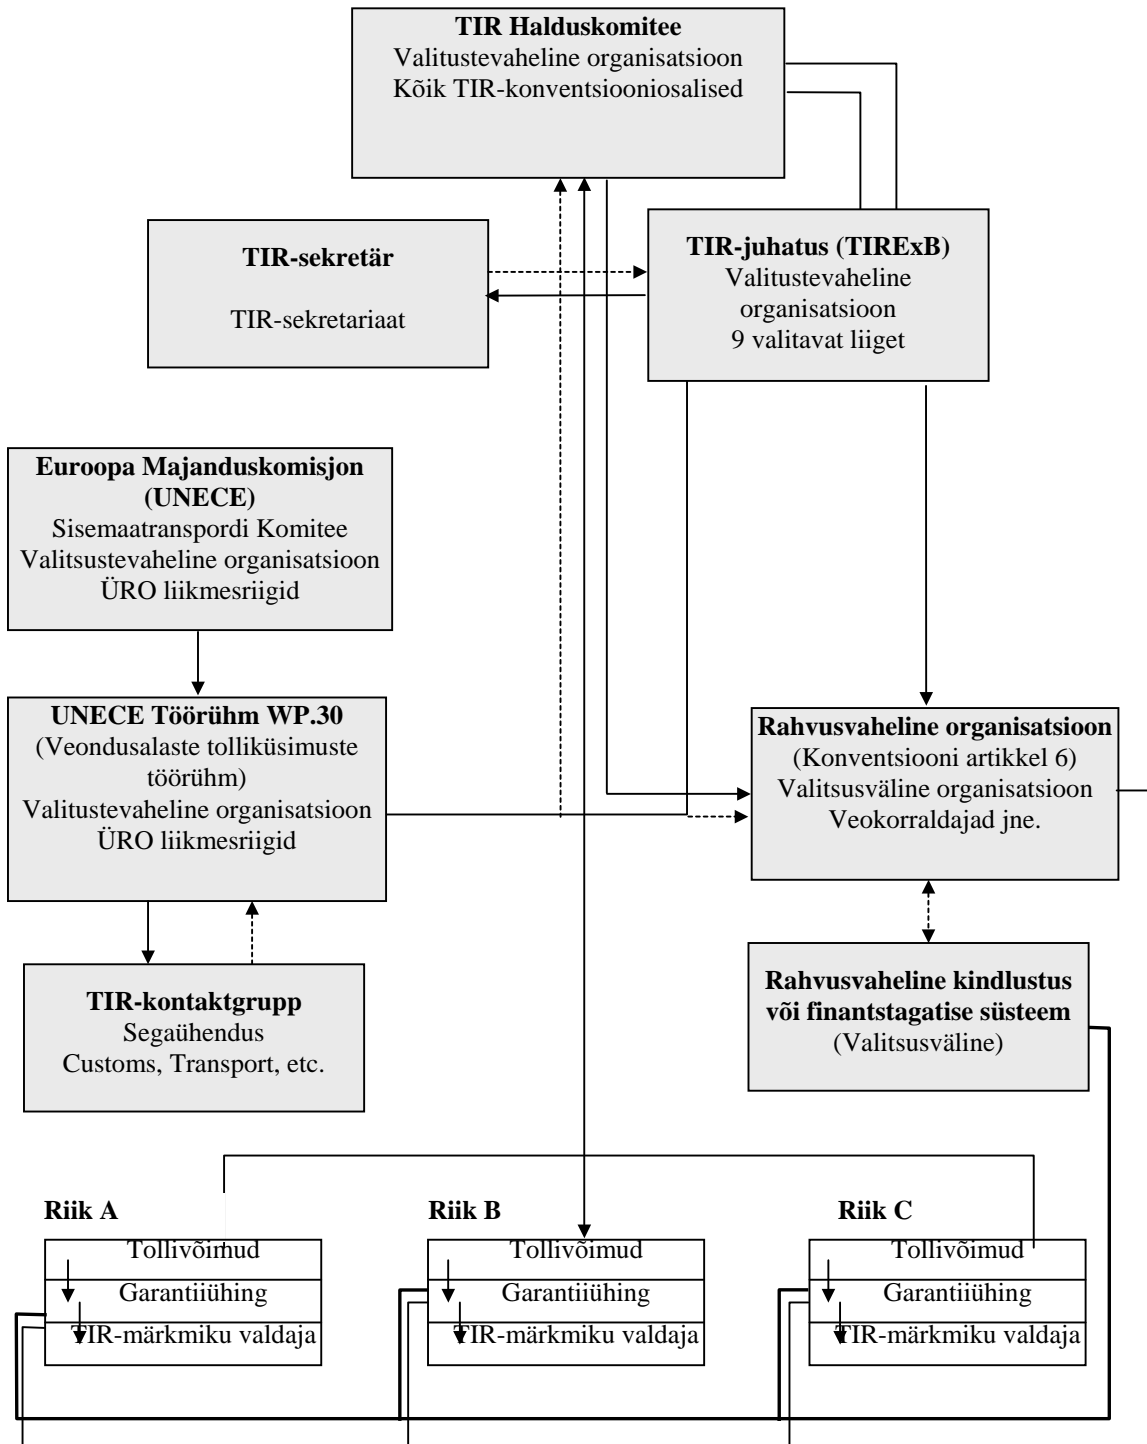 TIR Halduskomitee
Valitustevaheline organisatsioon
Kõik TIR-konventsiooniosalised
TIR-sekretär
TIR-sekretariaat
TIR-juhatus (TIRExB)
Valitustevaheline
organisatsioon
9 valitavat liiget
Euroopa Majanduskomisjon
(UNECE)
Sisemaatranspordi Komitee
Valitsustevaheline organisatsioon
ÜRO liikmesriigid
UNECE Töörühm WP.30
(Veondusalaste tolliküsimuste
töörühm)
Valitustevaheline organisatsioon
ÜRO liikmesriigid
Rahvusvaheline organisatsioon
(Konventsiooni artikkel 6)
Valitsusväline organisatsioon
Veokorraldajad jne.
TIR-kontaktgrupp
Segaühendus
Customs, Transport, etc.
Rahvusvaheline kindlustus
või finantstagatise süsteem
(Valitsusväline)
Riik A
Tollivõimud
Garantiiühing
TIR-märkmiku valdaja
Riik B
Tollivõimud
Garantiiühing
TIR-märkmiku valdaja
Riik C
Tollivõimud
Garantiiühing
TIR-märkmiku valdaja